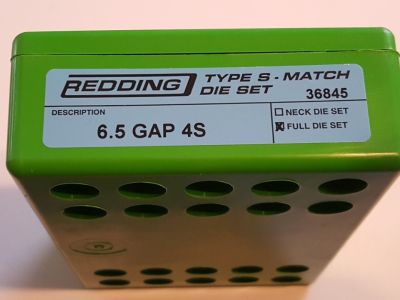 REDDING
TYPE S - MATCH
DIE SET 36845
DESCRIPTION
6.5 GAP 4S
NECK DIE SET
FULL DIE SET